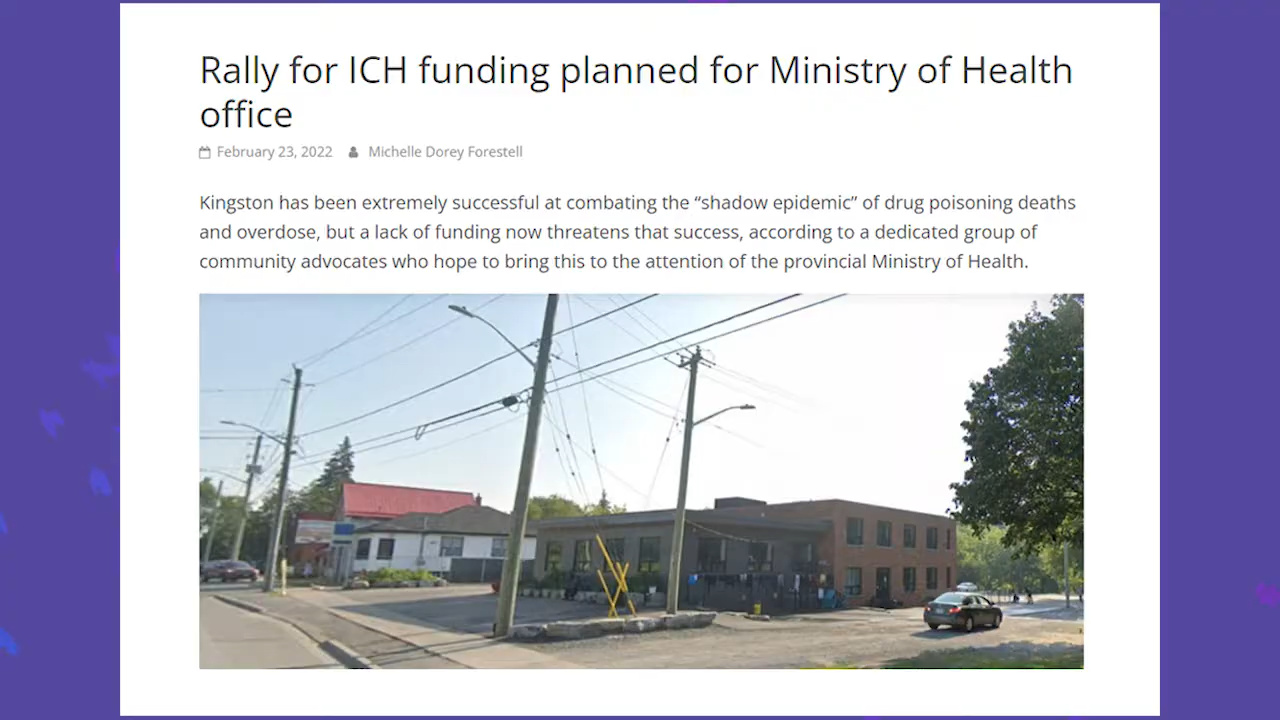 Rally for ICH funding planned for Ministry of Health
office
February 23, 2022 Michelle Dorey Forestell
Kingston has been extremely successful at combating the “shadow epidemic” of drug poisoning deaths
and overdose, but a lack of funding now threatens that success, according to a dedicated group of
community advocates who hope to bring this to the attention of the provincial Ministry of Health.